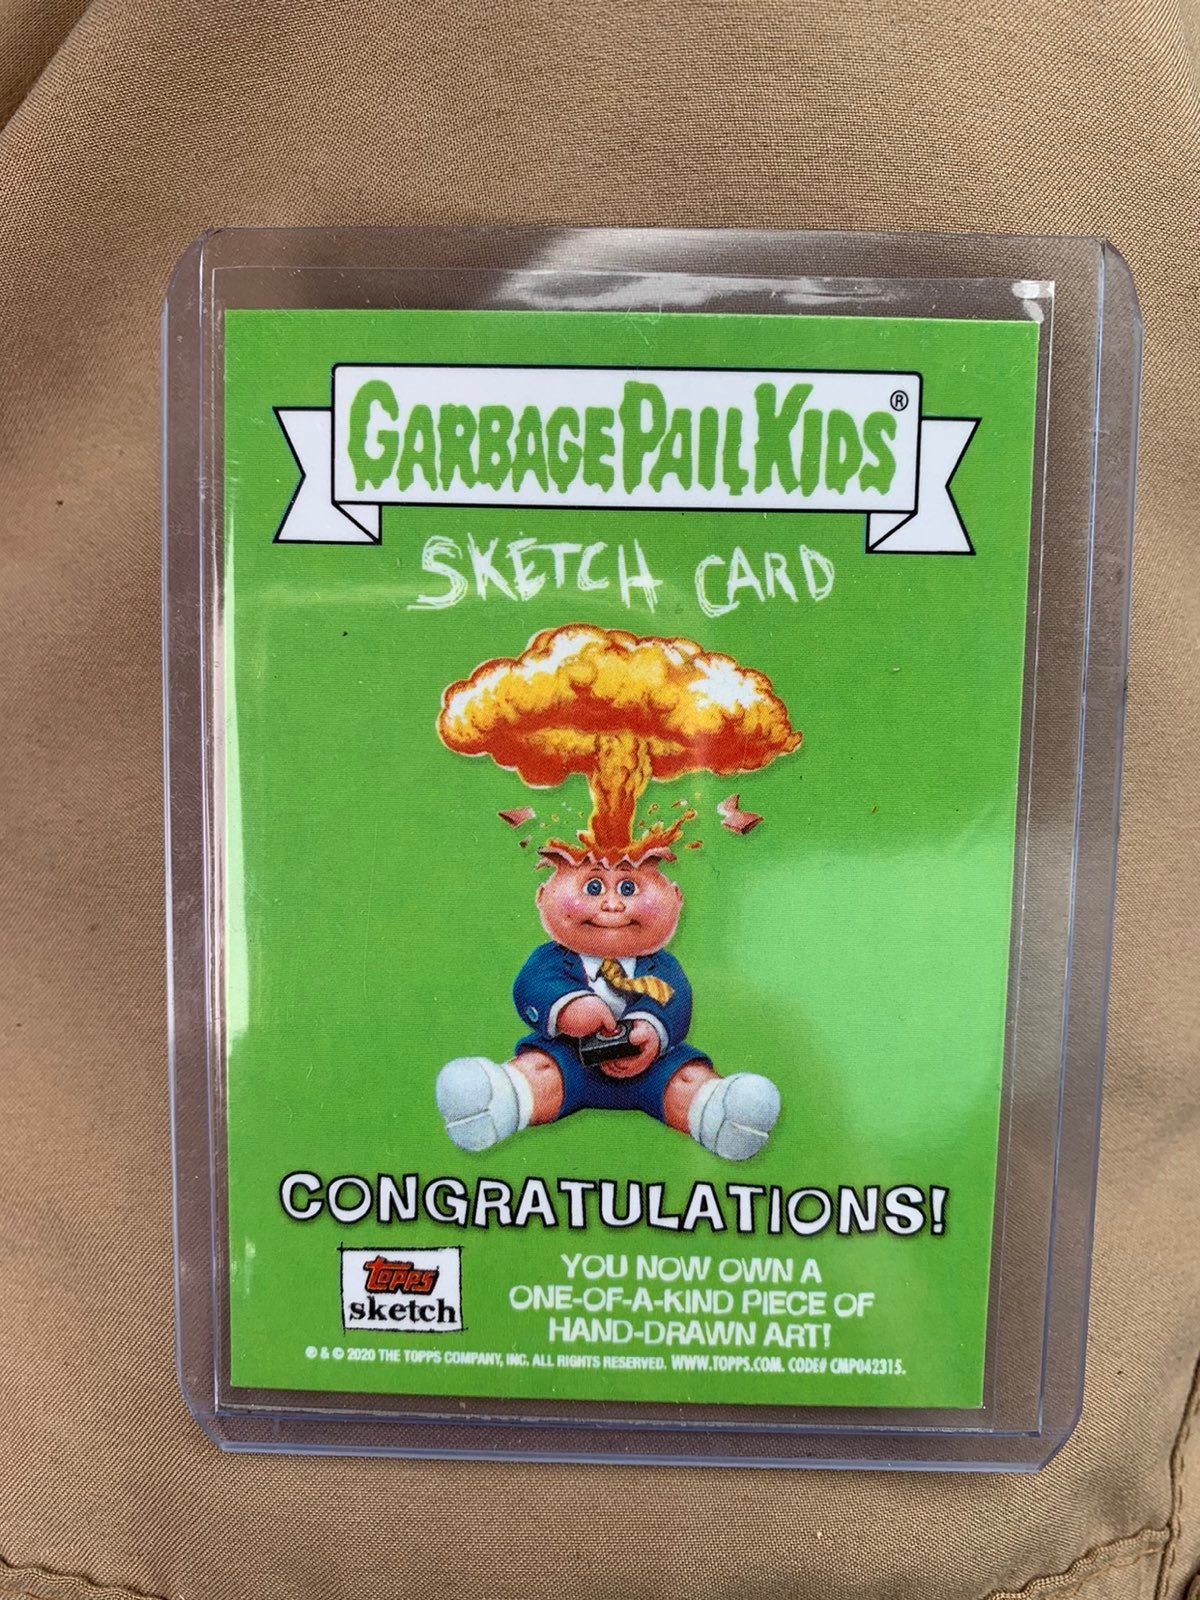 GARBAGE PAIL KIDS®
SKETCH CARD
CONGRATULATIONS!
topps
sketch
YOU NOW OWN A
ONE-OF-A-KIND PIECE OF
HAND-DRAWN ART!
® & © 2020 THE TOPPS COMPANY, INC. ALL RIGHTS RESERVED. WWW.TOPPS.COM. CODE# CMP042315.